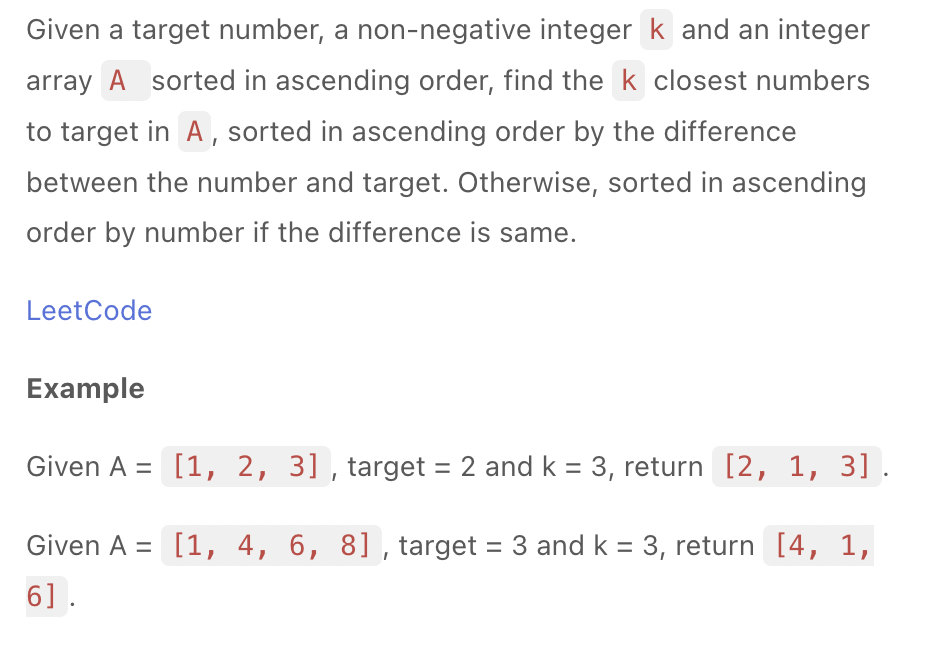 Given a target number, a non-negative integer k and an integer
array A sorted in ascending order, find the k closest numbers
to target in A, sorted in ascending order by the difference
between the number and target. Otherwise, sorted in ascending
order by number if the difference is same.
LeetCode
Example
Given A = [1, 2, 3], target = 2 and k = 3, return [2, 1, 3].
Given A = [1, 4, 6, 8], target = 3 and k = 3, return [4, 1,
6].